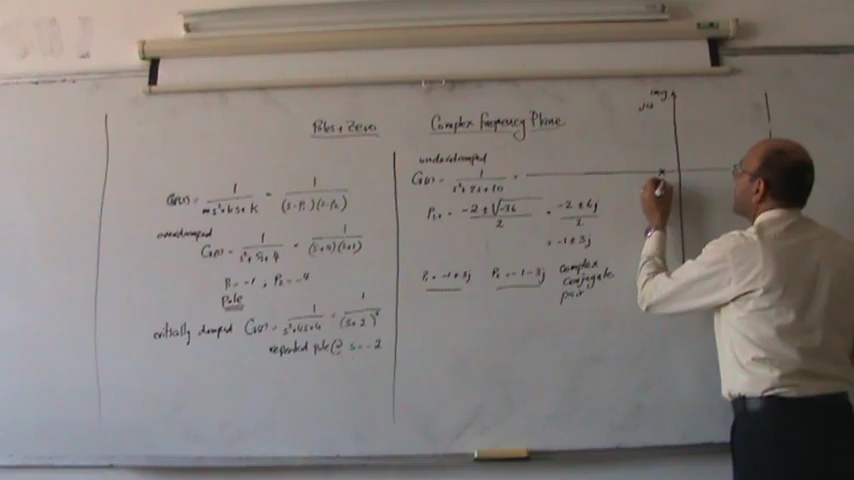 Poles + Zero
G(s) = 1/(ms²+bs+k) = 1/((s-P₁)(s-P₂))
overdamped
G(s) = 1/(s²+5s+4) = 1/((s+4)(s+1))
P₁ = -1 , P₂ = -4
Pole
critically damped G(s) = 1/(s²+4s+4) = 1/(s+2)²
repeated pole @ s = -2
Complex Frequency Plane
underdamped
G(s) = 1/(s²+2s+10) =
P₁,₂ = (-2 ± √-36)/2 = (-2 ± 6j)/2
= -1 ± 3j
P₁ = -1+3j P₂ = -1-3j complex
conjugate
pair
img
jω
x